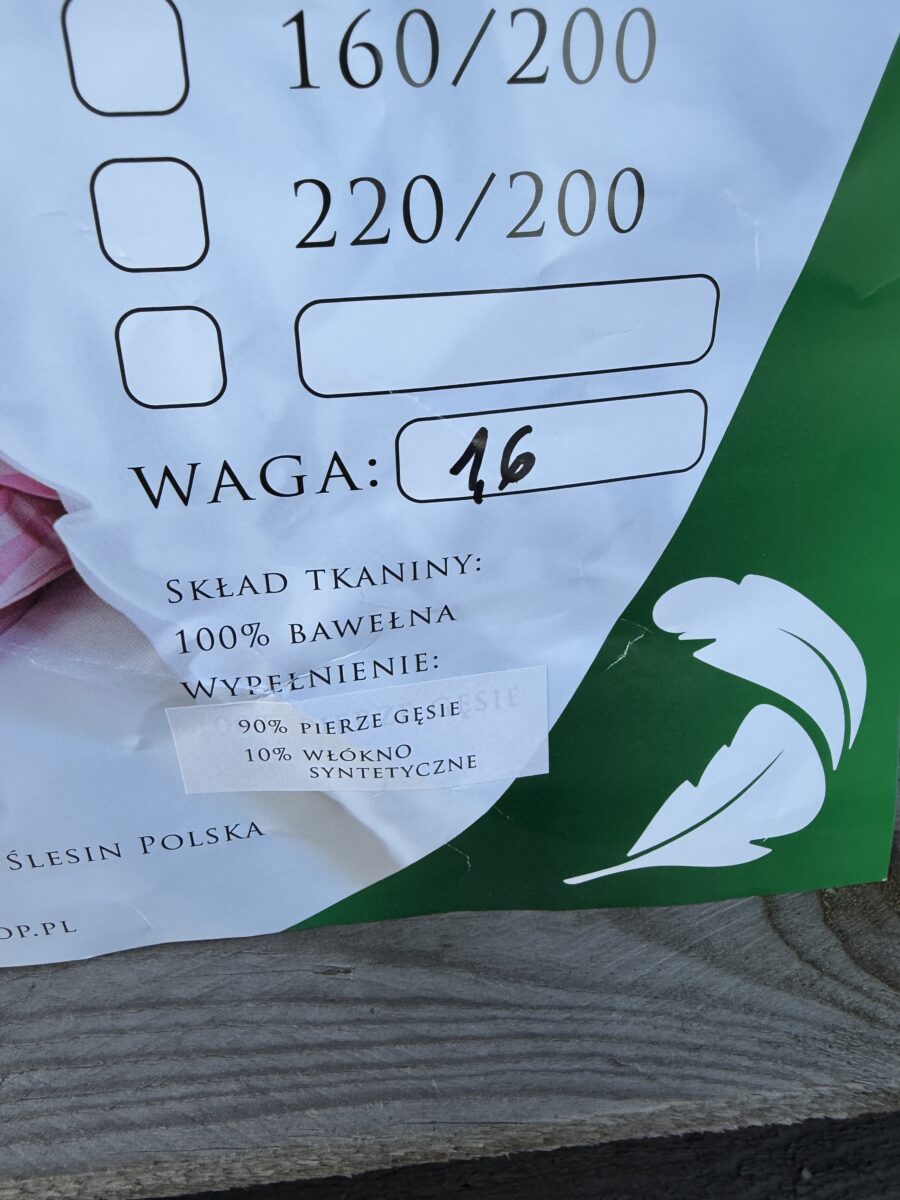 160/200
220/200
WAGA: 1,6
SKŁAD TKANINY:
100% BAWEŁNA
WYPEŁNIENIE:
90% PIERZE GĘSIE
10% WŁÓKNO
SYNTETYCZNE
ŚLESIN POLSKA
OP.PL